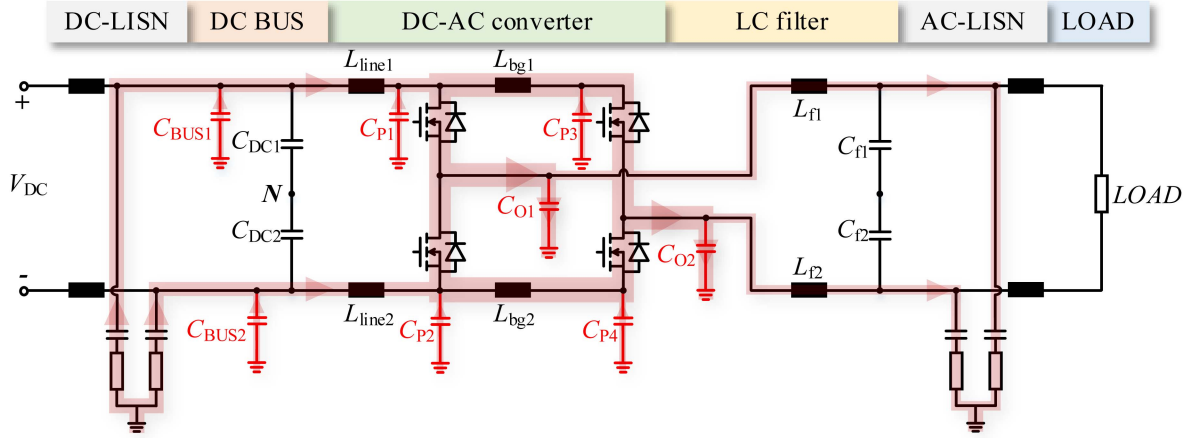 DC-LISN DC BUS DC-AC converter LC filter AC-LISN LOAD
Lline1 Lbg1
+
Lf1
CBUS1 CP1 CP3
CDC1 Cf1
VDC N LOAD
CO1
CDC2 Cf2
CO2
-
Lf2
CBUS2 Lline2 CP2 Lbg2 CP4